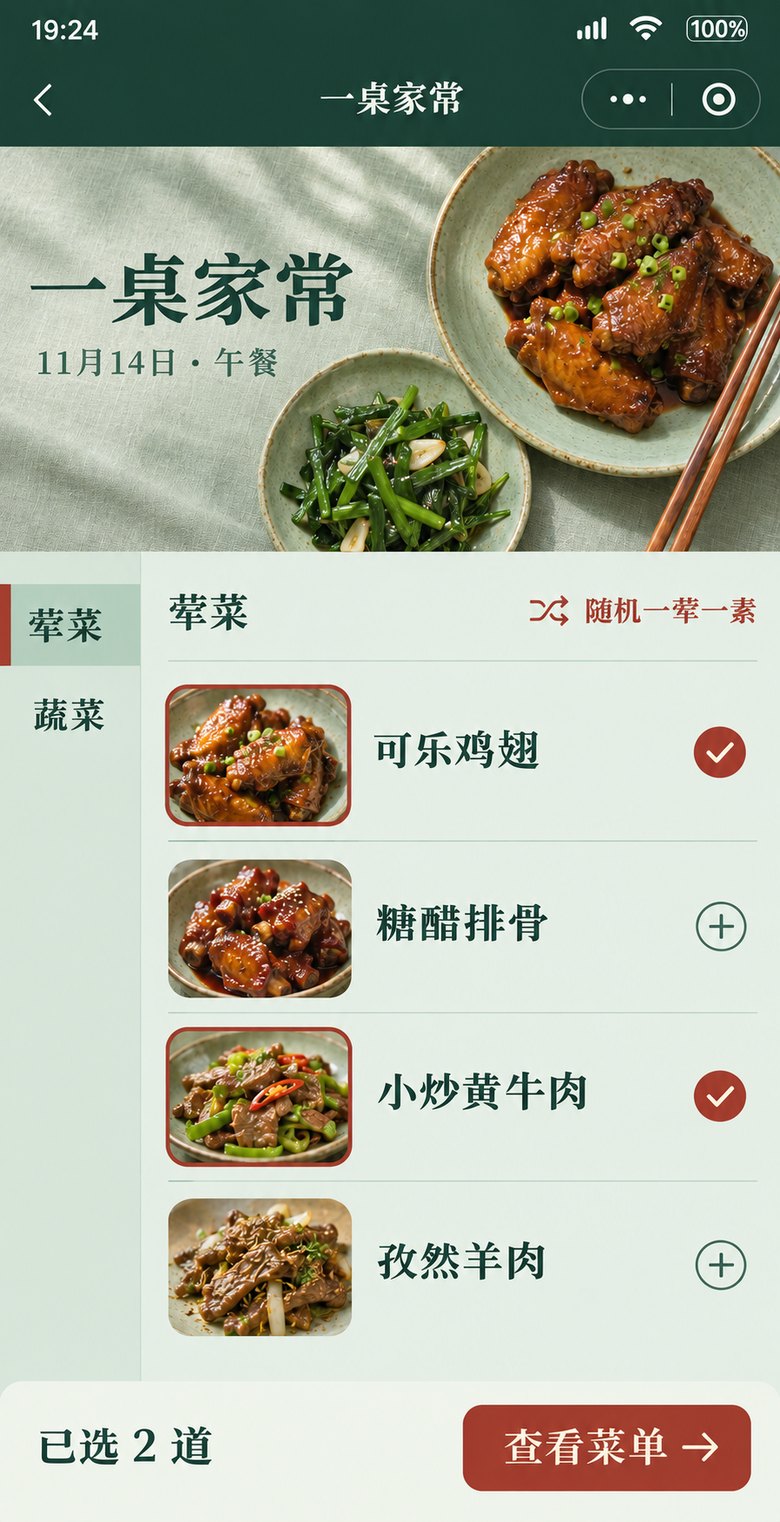 19:24
100%
一桌家常
一桌家常
11月14日·午餐
荤菜
蔬菜
荤菜
随机一荤一素
可乐鸡翅
糖醋排骨
小炒黄牛肉
孜然羊肉
已选 2 道
查看菜单